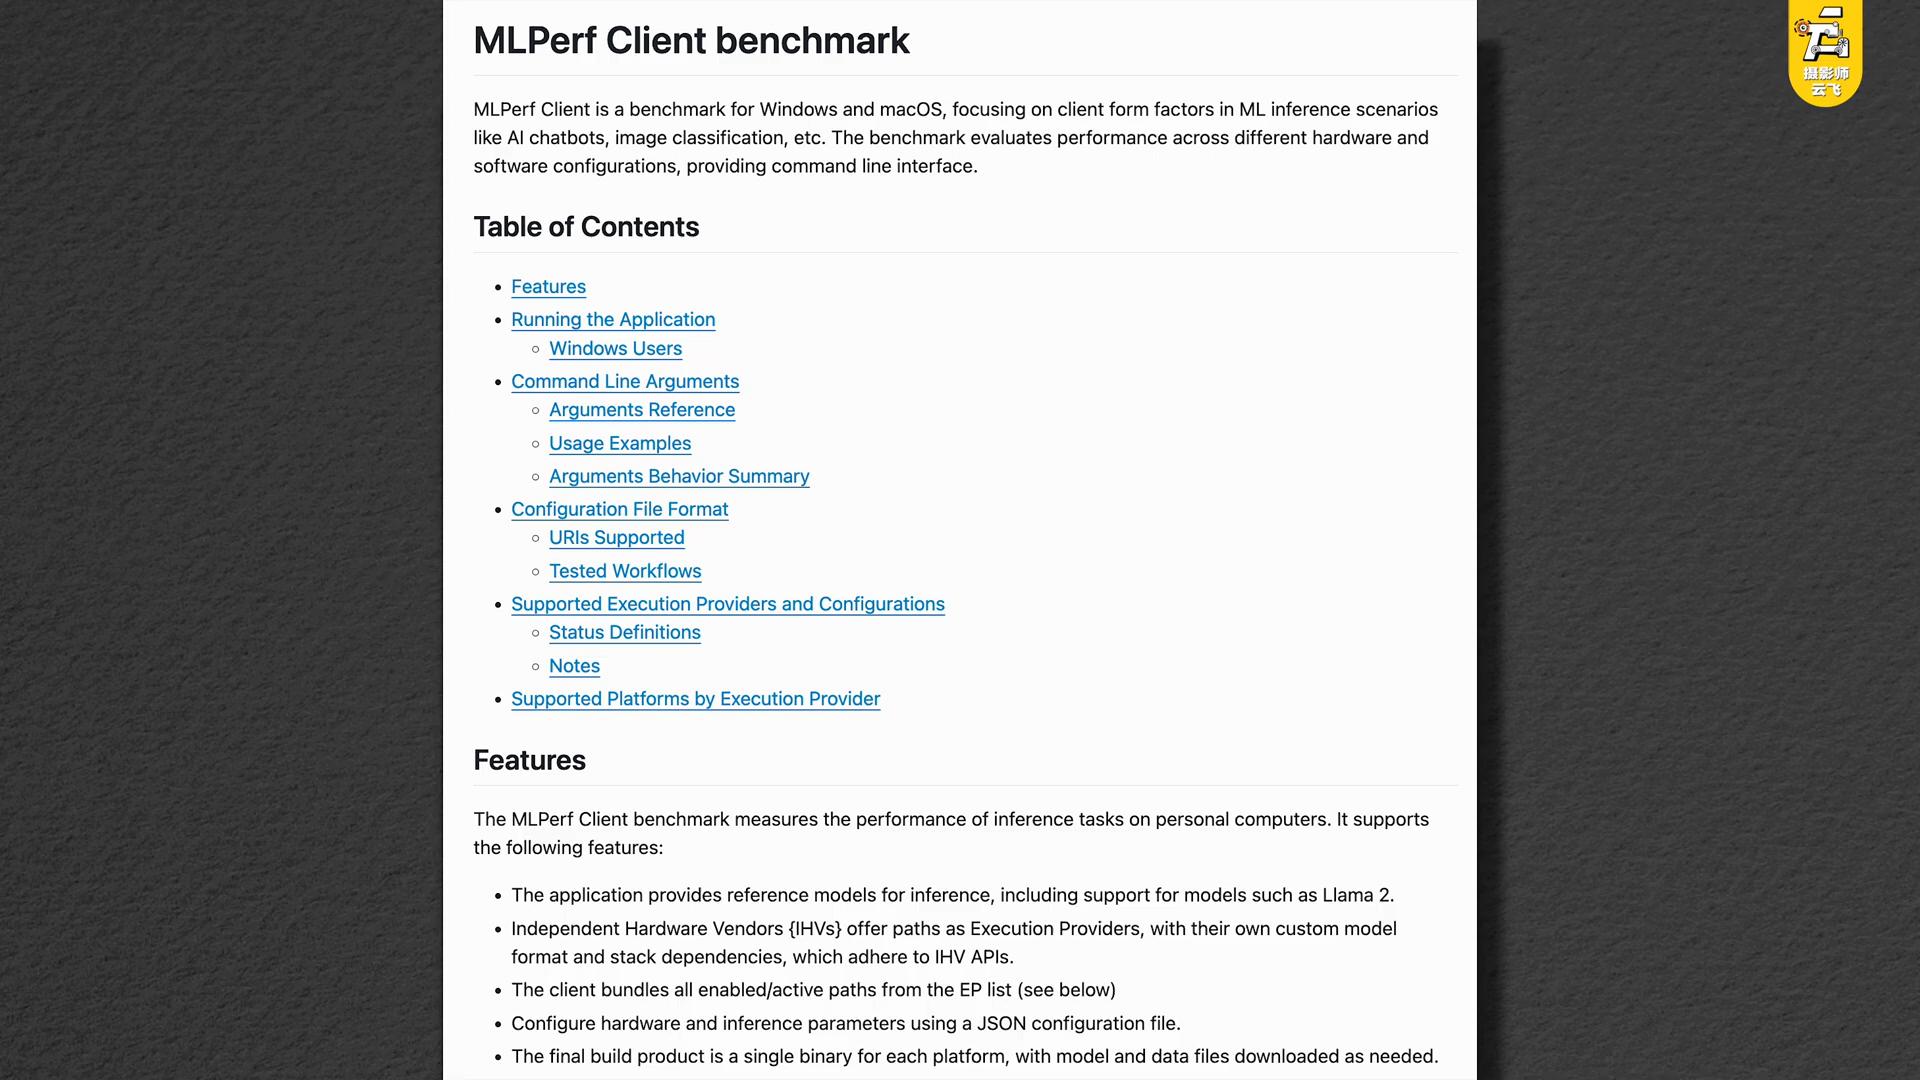 MLPerf Client benchmark
MLPerf Client is a benchmark for Windows and macOS, focusing on client form factors in ML inference scenarios
like AI chatbots, image classification, etc. The benchmark evaluates performance across different hardware and
software configurations, providing command line interface.
Table of Contents
• Features
• Running the Application
◦ Windows Users
• Command Line Arguments
◦ Arguments Reference
◦ Usage Examples
◦ Arguments Behavior Summary
• Configuration File Format
◦ URIs Supported
◦ Tested Workflows
• Supported Execution Providers and Configurations
◦ Status Definitions
◦ Notes
• Supported Platforms by Execution Provider
Features
The MLPerf Client benchmark measures the performance of inference tasks on personal computers. It supports
the following features:
• The application provides reference models for inference, including support for models such as Llama 2.
• Independent Hardware Vendors {IHVs} offer paths as Execution Providers, with their own custom model
format and stack dependencies, which adhere to IHV APIs.
• The client bundles all enabled/active paths from the EP list (see below)
• Configure hardware and inference parameters using a JSON configuration file.
• The final build product is a single binary for each platform, with model and data files downloaded as needed.
摄影师
云飞